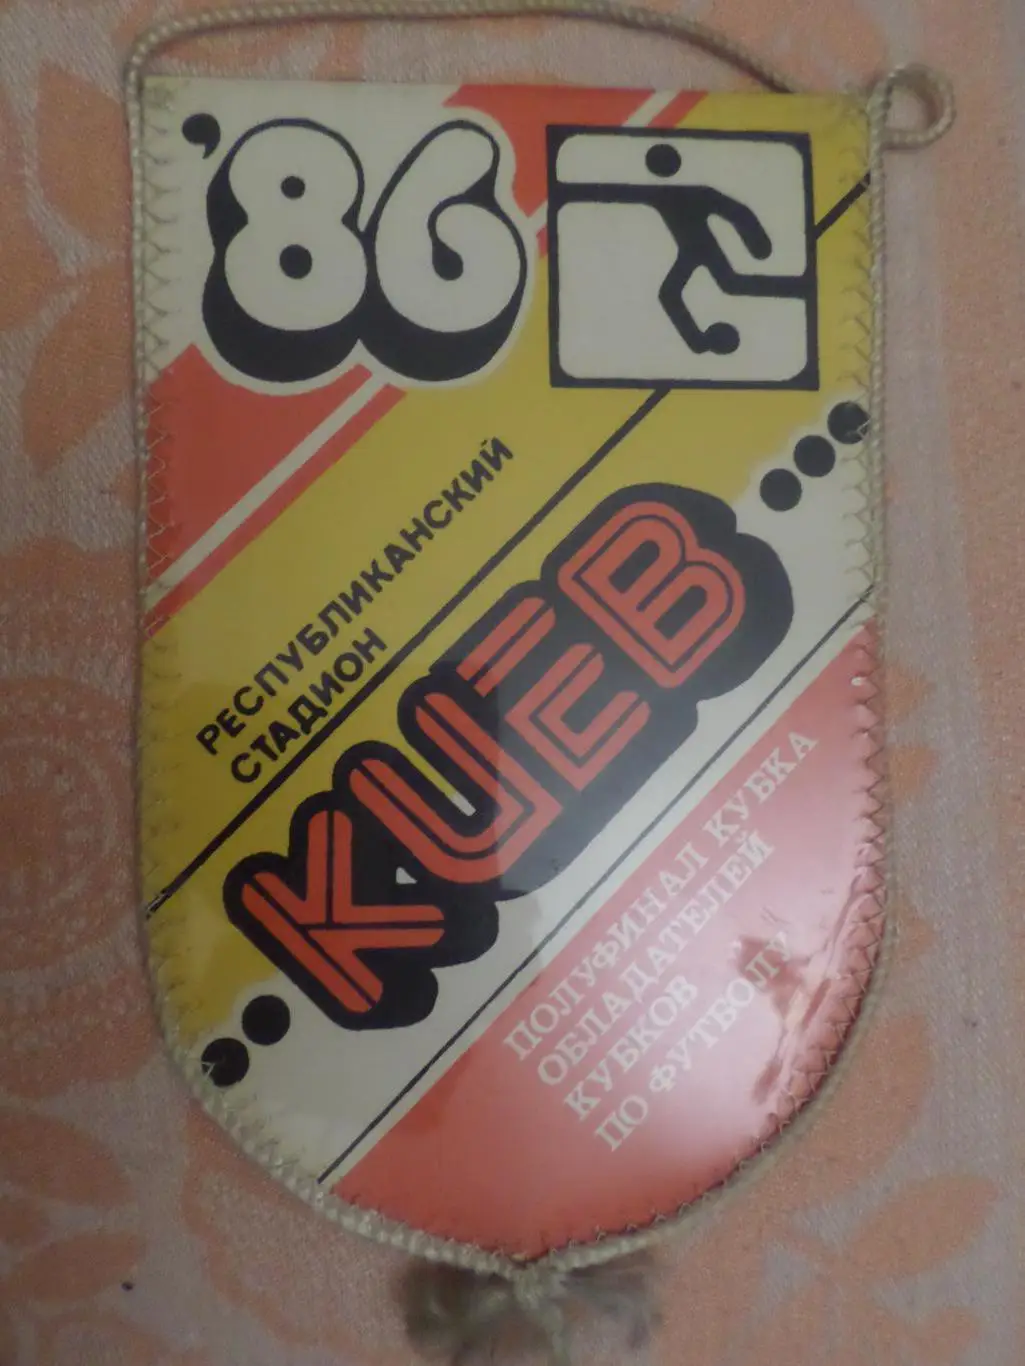 '86
РЕСПУБЛИКАНСКИЙ
СТАДИОН
КИЕВ
ПОЛУФИНАЛ КУБКА
ОБЛАДАТЕЛЕЙ
КУБКОВ
ПО ФУТБОЛУ